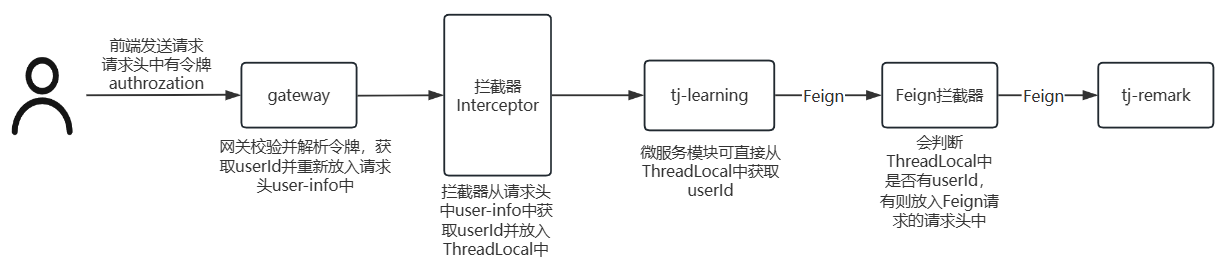 前端发送请求
请求头中有令牌
authrozation
gateway
网关校验并解析令牌，获
取userId并重新放入请求
头user-info中
拦截器
Interceptor
拦截器从请求头
中user-info中获
取userId并放入
ThreadLocal中
tj-learning
微服务模块可直接从
ThreadLocal中获取
userId
Feign
Feign拦截器
会判断
ThreadLocal中
是否有userId，
有则放入Feign请
求的请求头中
Feign
tj-remark